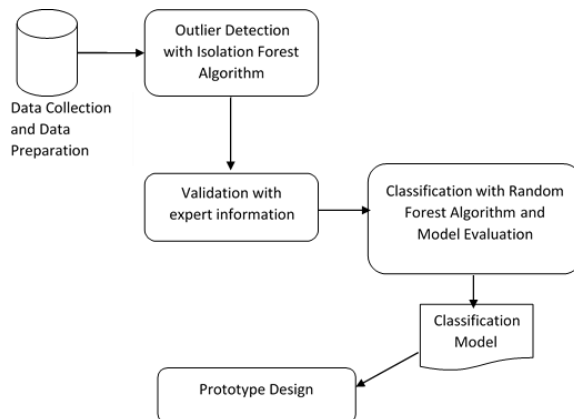 Outlier Detection
with Isolation Forest
Algorithm
Data Collection
and Data
Preparation
Validation with
expert information
Classification with Random
Forest Algorithm and
Model Evaluation
Classification
Model
Prototype Design